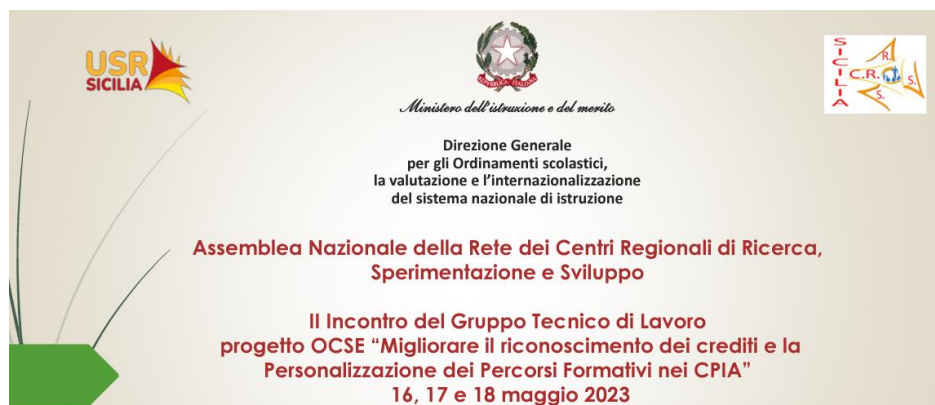 USR
SICILIA
REPVBBLICA ITALIANA
Ministero dell'istruzione e del merito
SICILIA
R.
C.R. S.
S.
Direzione Generale
per gli Ordinamenti scolastici,
la valutazione e l'internazionalizzazione
del sistema nazionale di istruzione
Assemblea Nazionale della Rete dei Centri Regionali di Ricerca,
Sperimentazione e Sviluppo
II Incontro del Gruppo Tecnico di Lavoro
progetto OCSE “Migliorare il riconoscimento dei crediti e la
Personalizzazione dei Percorsi Formativi nei CPIA”
16, 17 e 18 maggio 2023